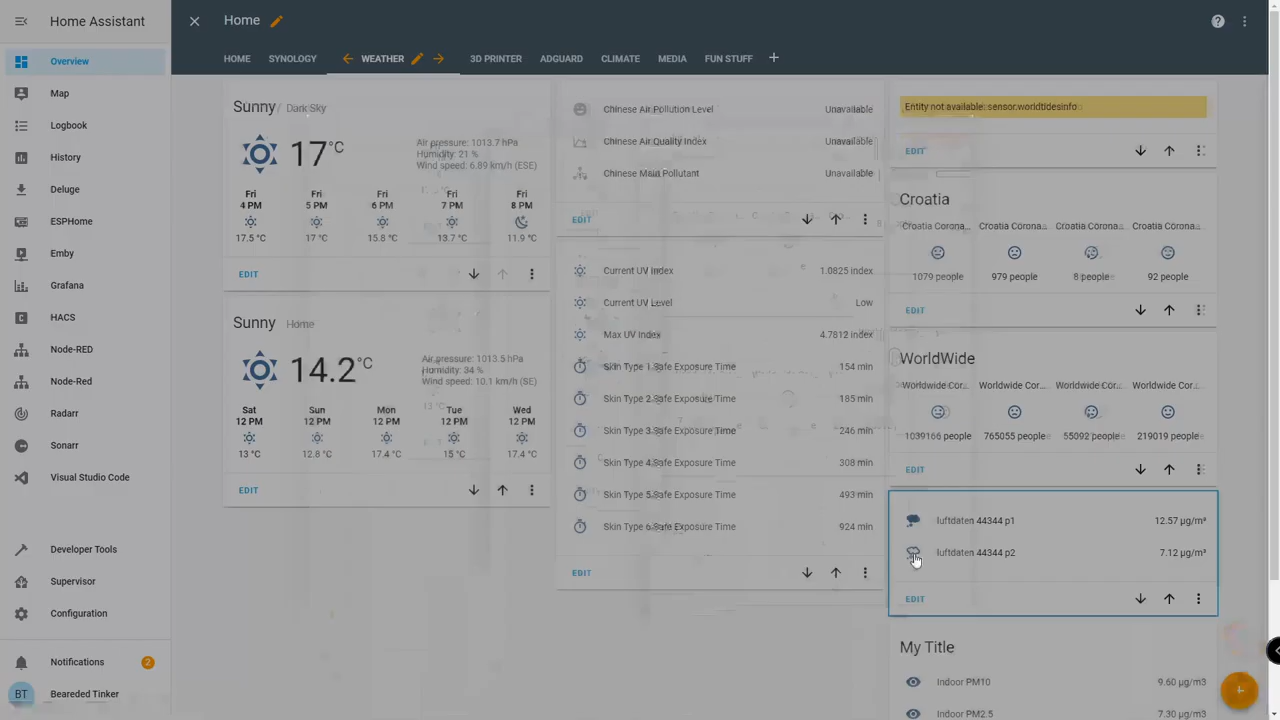 Home Assistant
Home
HOME
SYNOLOGY
WEATHER
3D PRINTER
ADGUARD
CLIMATE
MEDIA
FUN STUFF
Overview
Map
Logbook
History
Deluge
ESPHome
Emby
Grafana
HACS
Node-RED
Node-Red
Radarr
Sonarr
Visual Studio Code
Developer Tools
Supervisor
Configuration
Notifications
2
BT
Beareded Tinker
Sunny Dark Sky
17 °C
Air pressure: 1013.7 hPa
Humidity: 21 %
Wind speed: 6.89 km/h (ESE)
Fri Fri Fri Fri Fri
4 PM 5 PM 6 PM 7 PM 8 PM
17.5 °C 17 °C 15.8 °C 13.7 °C 11.9 °C
EDIT
Sunny Home
14.2 °C
Air pressure: 1013.5 hPa
Humidity: 34 %
Wind speed: 10.1 km/h (SE)
Sat Sun Mon Tue Wed
12 PM 12 PM 12 PM 12 PM 12 PM
13 °C 12.8 °C 17.4 °C 15 °C 17.4 °C
EDIT
Chinese Air Pollution Level Unavailable
Chinese Air Quality Index Unavailable
Chinese Main Pollutant Unavailable
EDIT
Current UV Index 1.0825 index
Current UV Level Low
Max UV Index 4.7812 index
Skin Type 1 Safe Exposure Time 154 min
Skin Type 2 Safe Exposure Time 185 min
Skin Type 3 Safe Exposure Time 246 min
Skin Type 4 Safe Exposure Time 308 min
Skin Type 5 Safe Exposure Time 493 min
Skin Type 6 Safe Exposure Time 924 min
EDIT
Entity not available: sensor.worldtidesinfo
EDIT
Croatia
Croatia Corona... Croatia Corona... Croatia Corona... Croatia Corona...
1079 people 979 people 8 people 92 people
EDIT
WorldWide
Worldwide Cor... Worldwide Cor... Worldwide Cor... Worldwide Cor...
1039166 people 765055 people 55092 people 219019 people
EDIT
luftdaten 44344 p1 12.57 µg/m³
luftdaten 44344 p2 7.12 µg/m³
EDIT
My Title
Indoor PM10 9.60 µg/m3
Indoor PM2.5 7.30 µg/m3